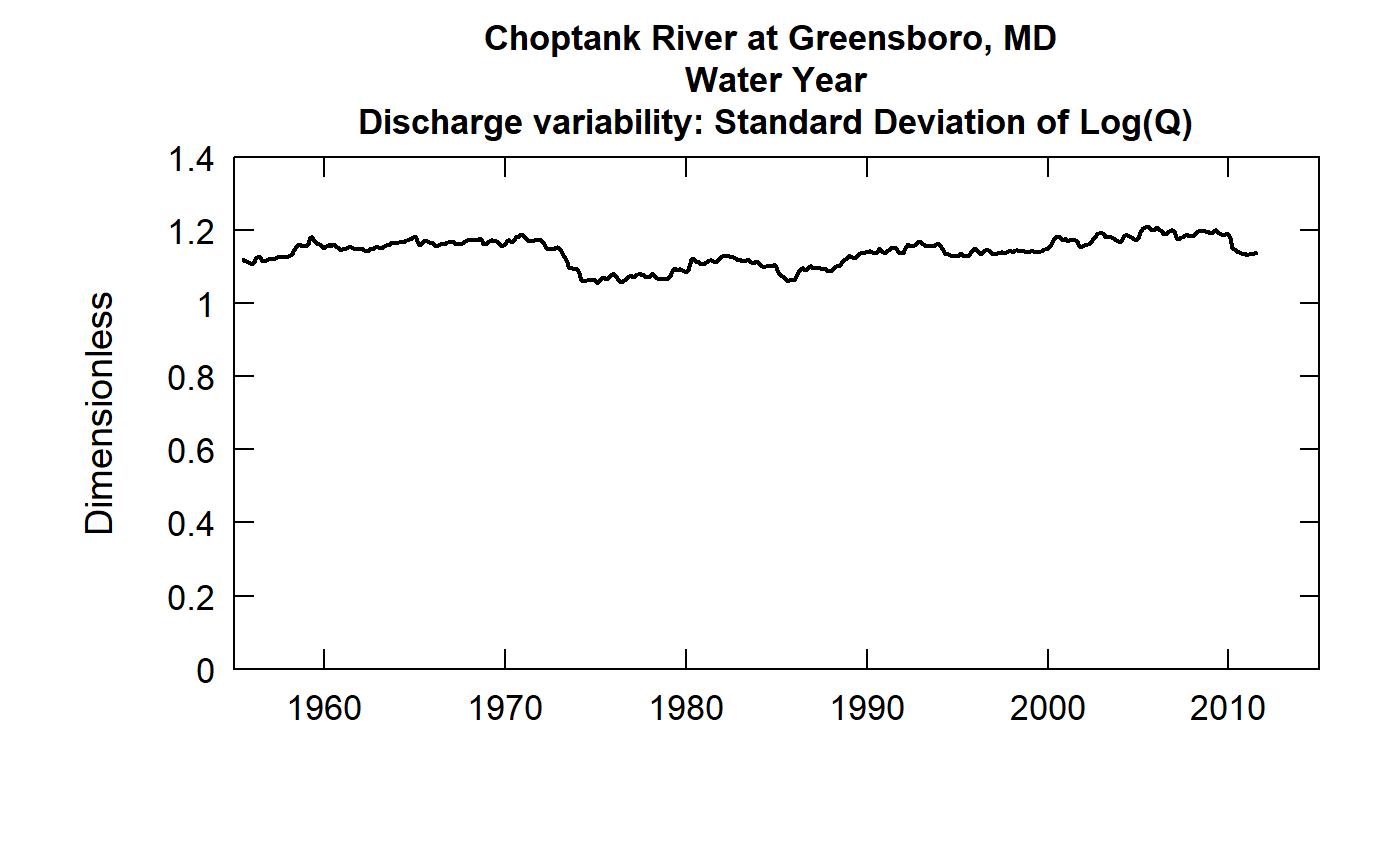 Choptank River at Greensboro, MD
Water Year
Discharge variability: Standard Deviation of Log(Q)
Dimensionless
1.4
1.2
1
0.8
0.6
0.4
0.2
0
1960 1970 1980 1990 2000 2010